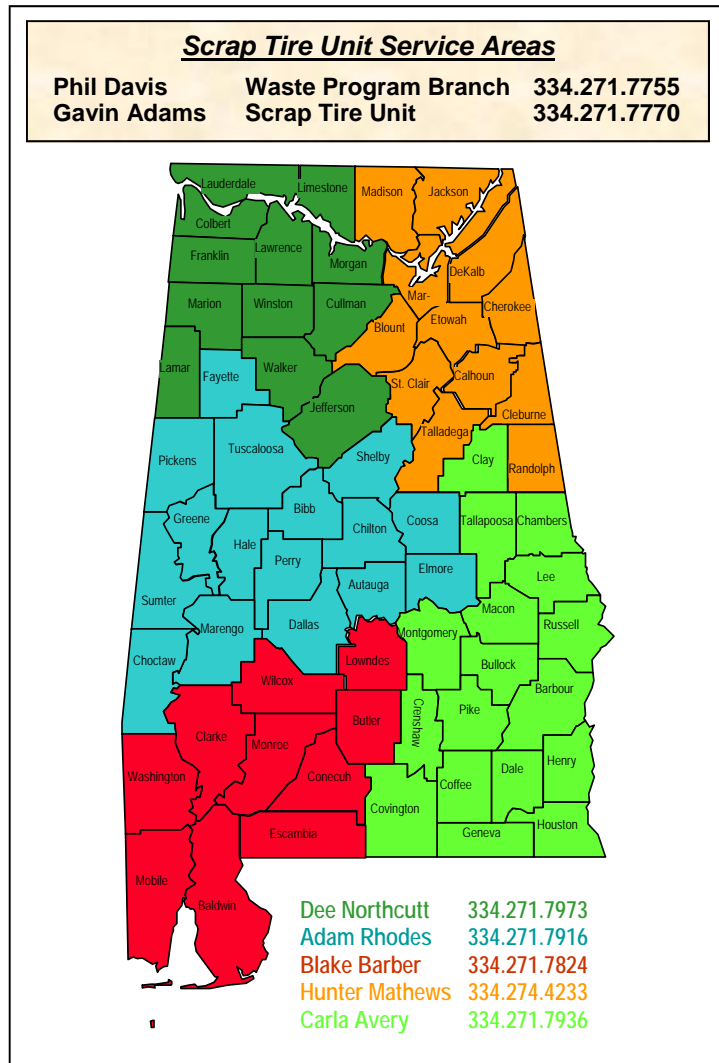 Scrap Tire Unit Service Areas
Phil Davis Waste Program Branch 334.271.7755
Gavin Adams Scrap Tire Unit 334.271.7770
Lauderdale Limestone Madison Jackson
Colbert
Franklin Lawrence Morgan DeKalb
Marion Winston Cullman Mar- Etowah Cherokee
Blount
Lamar Fayette Walker St. Clair Calhoun
Jefferson Cleburne
Talladega
Pickens Tuscaloosa Shelby Clay Randolph
Greene Bibb Chilton Coosa Tallapoosa Chambers
Hale Perry Elmore Lee
Sumter Autauga Macon
Marengo Dallas Montgomery Russell
Choctaw Lowndes Bullock
Wilcox Barbour
Clarke Monroe Butler Crenshaw Pike
Washington Conecuh Coffee Dale Henry
Covington
Escambia Geneva Houston
Mobile
Baldwin
Dee Northcutt 334.271.7973
Adam Rhodes 334.271.7916
Blake Barber 334.271.7824
Hunter Mathews 334.274.4233
Carla Avery 334.271.7936